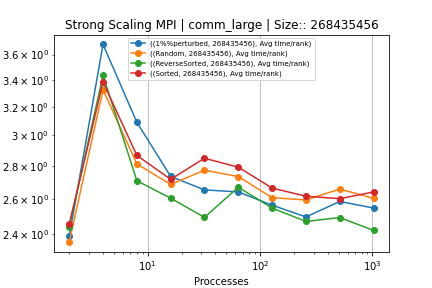 Strong Scaling MPI | comm_large | Size:: 268435456
((1%%perturbed, 268435456), Avg time/rank)
((Random, 268435456), Avg time/rank)
((ReverseSorted, 268435456), Avg time/rank)
((Sorted, 268435456), Avg time/rank)
3.6 × 10⁰
3.4 × 10⁰
3.2 × 10⁰
3 × 10⁰
2.8 × 10⁰
2.6 × 10⁰
2.4 × 10⁰
10¹ 10² 10³
Proccesses